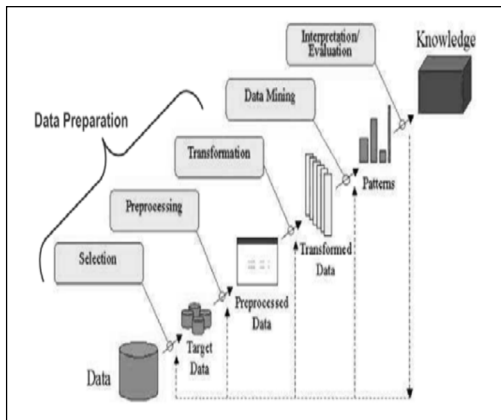 Interpretation/
Evaluation
Knowledge
Data Mining
Data Preparation
Transformation
Patterns
Preprocessing
Transformed
Data
Selection
Preprocessed
Data
Target
Data
Data